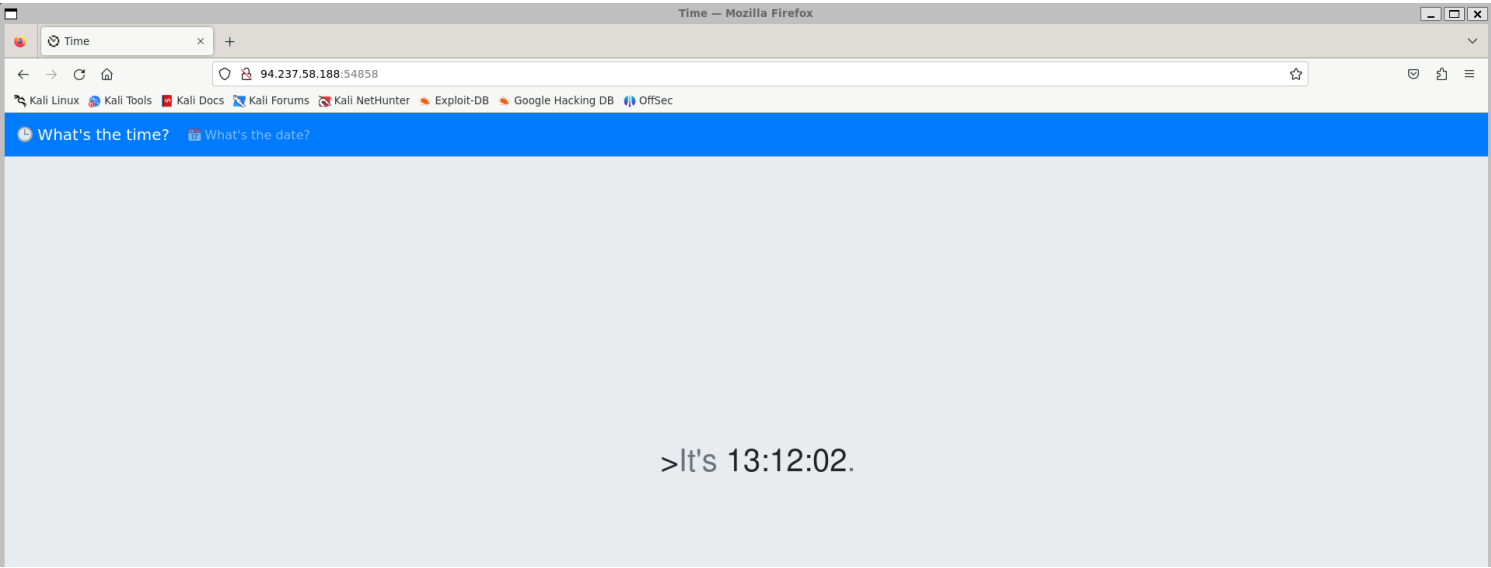 Time — Mozilla Firefox
Time
94.237.58.188:54858
Kali Linux Kali Tools Kali Docs Kali Forums Kali NetHunter Exploit-DB Google Hacking DB OffSec
What's the time? What's the date?
>It's 13:12:02.